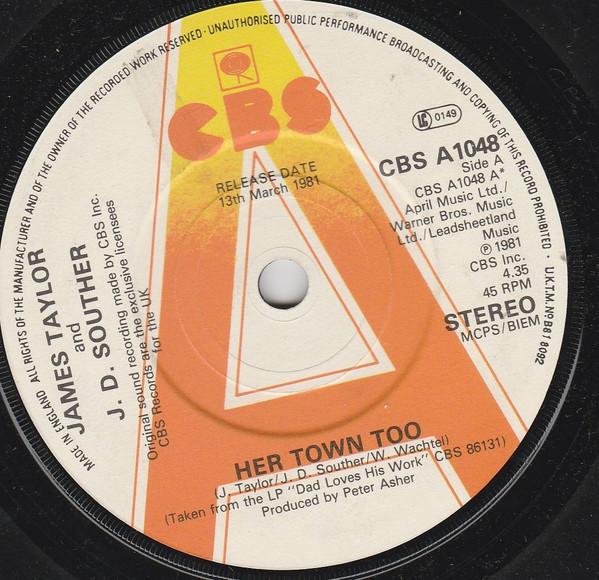 MADE IN ENGLAND ALL RIGHTS OF THE MANUFACTURER AND OF THE OWNER OF THE RECORDED WORK RESERVED · UNAUTHORISED PUBLIC PERFORMANCE BROADCASTING AND COPYING OF THIS RECORD PROHIBITED · U.K.T.M.No.B81 8092
CBS
RELEASE DATE
13th March 1981
LC 0149
CBS A1048
Side A
CBS A1048 A*
April Music Ltd./
Warner Bros. Music
Ltd./Leadsheetland
Music
℗ 1981
CBS Inc.
4.35
45 RPM
STEREO
MCPS/BIEM
JAMES TAYLOR
and
J. D. SOUTHER
Original sound recording made by CBS Inc.
CBS Records are the exclusive licensees
for the UK
HER TOWN TOO
(J. Taylor/J. D. Souther/W. Wachtel)
(Taken from the LP "Dad Loves His Work" CBS 86131)
Produced by Peter Asher